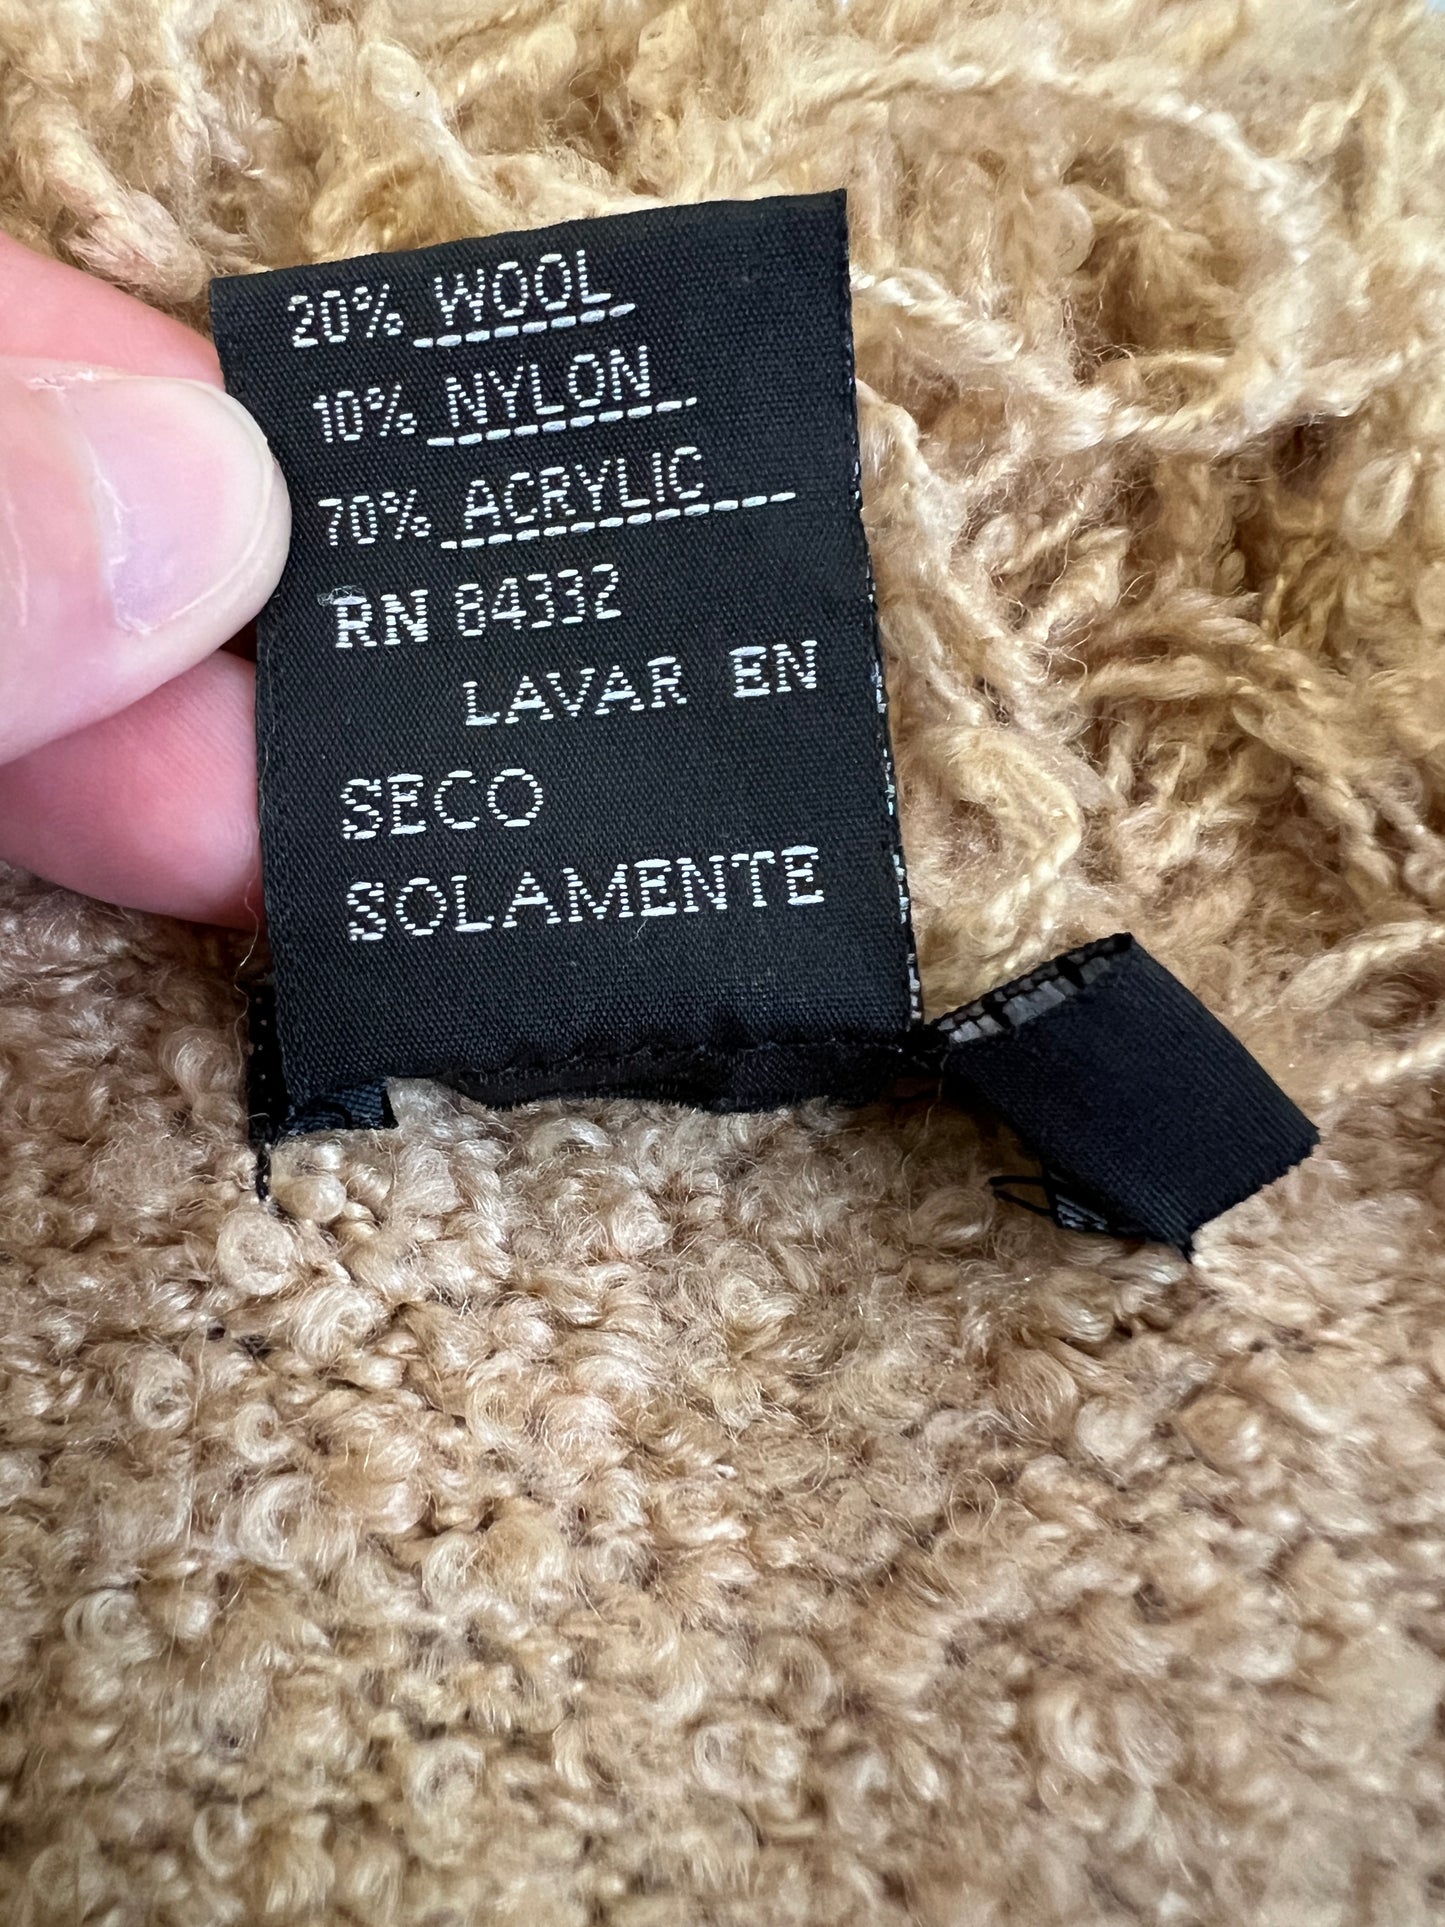 20% WOOL
10% NYLON
70% ACRYLIC
RN 84332
LAVAR EN
SECO
SOLAMENTE